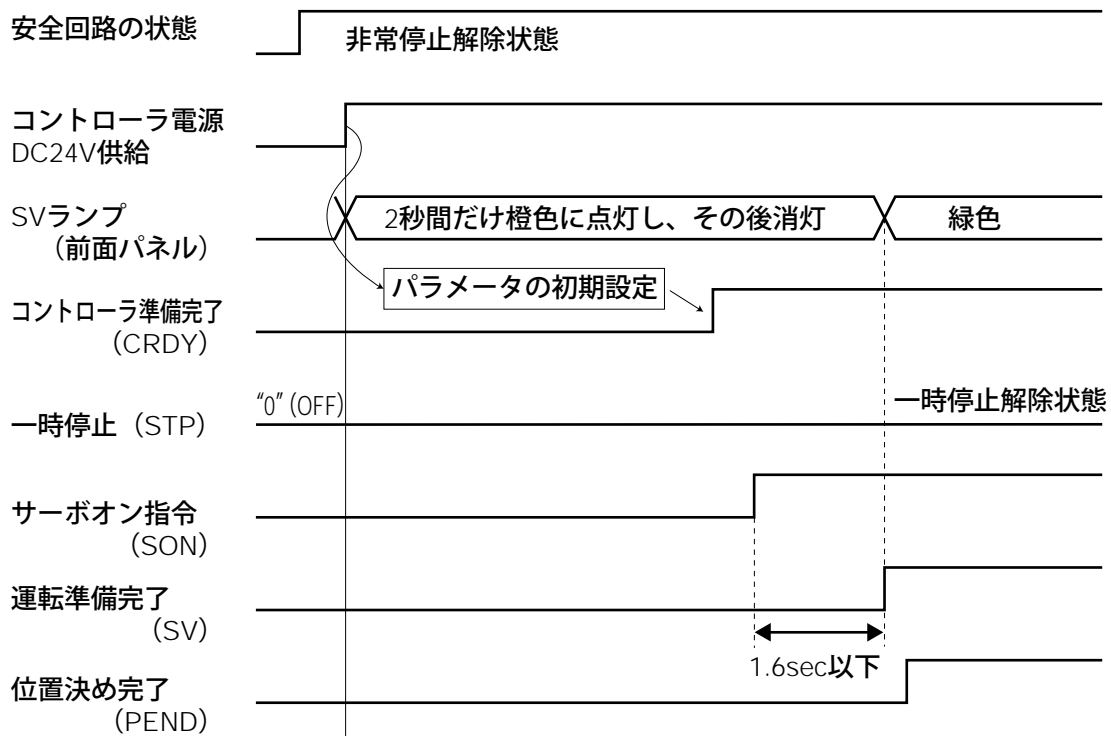 安全回路の状態
非常停止解除状態
コントローラ電源
DC24V供給
SVランプ
(前面パネル)
2秒間だけ橙色に点灯し、その後消灯
緑色
パラメータの初期設定
コントローラ準備完了
(CRDY)
“0” (OFF)
一時停止解除状態
一時停止 (STP)
サーボオン指令
(SON)
運転準備完了
(SV)
1.6sec以下
位置決め完了
(PEND)